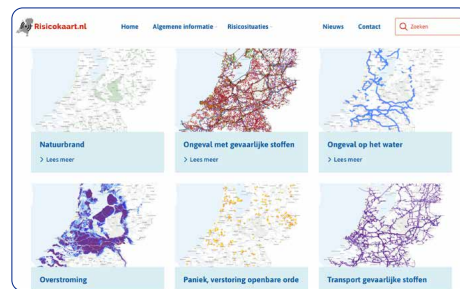 Risicokaart.nl
Home
Algemene informatie
Risicosituaties
Nieuws
Contact
Zoeken
Natuurbrand
Ongeval met gevaarlijke stoffen
Ongeval op het water
> Lees meer
> Lees meer
> Lees meer
Overstroming
Paniek, verstoring openbare orde
Transport gevaarlijke stoffen